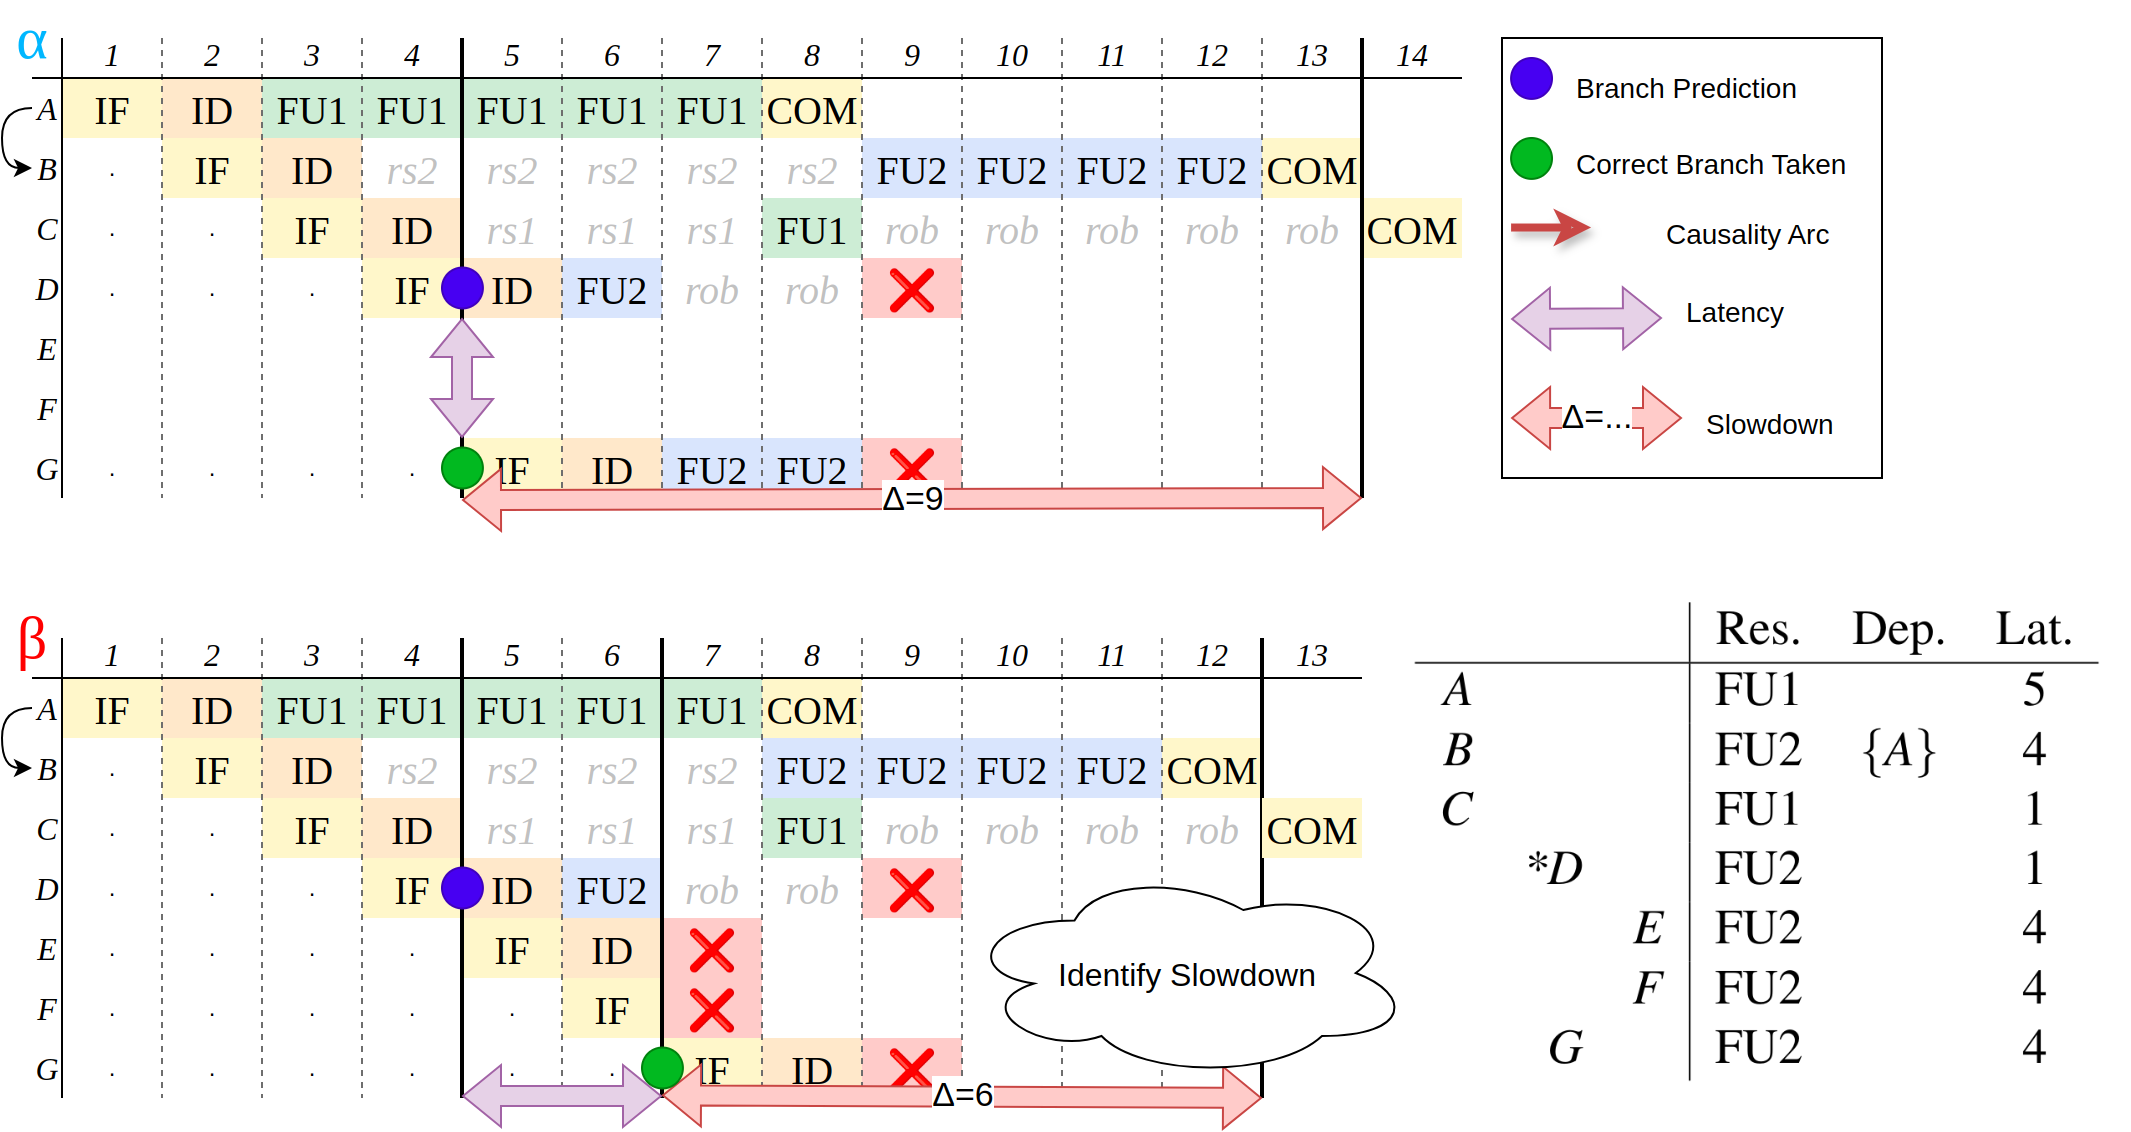 α
1 2 3 4 5 6 7 8 9 10 11 12 13 14
A IF ID FU1 FU1 FU1 FU1 FU1 COM
B . IF ID rs2 rs2 rs2 rs2 rs2 FU2 FU2 FU2 FU2 COM
C . . IF ID rs1 rs1 rs1 FU1 rob rob rob rob rob COM
D . . . IF ID FU2 rob rob
E
F
G . . . . IF ID FU2 FU2
Δ=9
Branch Prediction
Correct Branch Taken
Causality Arc
Latency
Δ=... Slowdown
β
1 2 3 4 5 6 7 8 9 10 11 12 13
A IF ID FU1 FU1 FU1 FU1 FU1 COM
B . IF ID rs2 rs2 rs2 rs2 FU2 FU2 FU2 FU2 COM
C . . IF ID rs1 rs1 rs1 FU1 rob rob rob rob COM
D . . . IF ID FU2 rob rob
E . . . . IF ID
F . . . . . IF
G . . . . . . IF ID
Δ=6
Identify Slowdown
Res. Dep. Lat.
A FU1 5
B FU2 {A} 4
C FU1 1
*D FU2 1
E FU2 4
F FU2 4
G FU2 4